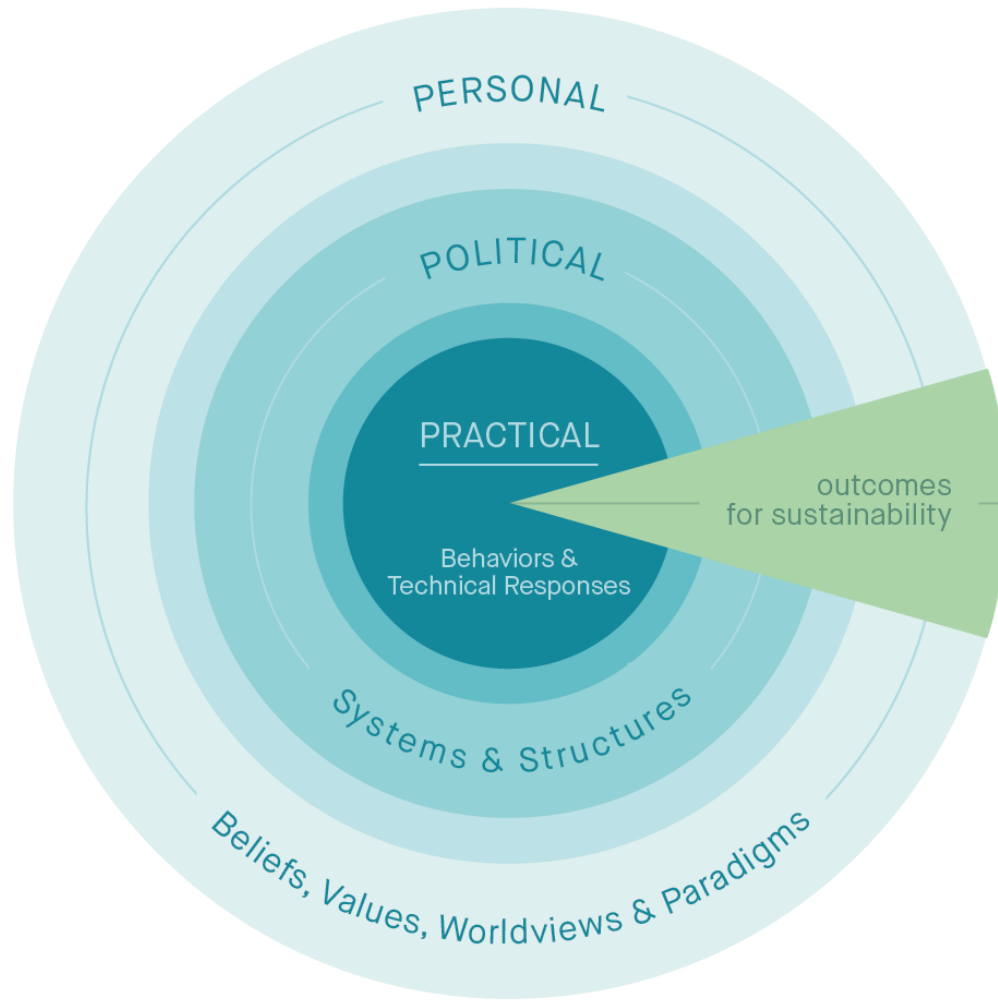 PERSONAL
POLITICAL
PRACTICAL
outcomes
for sustainability
Behaviors &
Technical Responses
Systems & Structures
Beliefs, Values, Worldviews & Paradigms